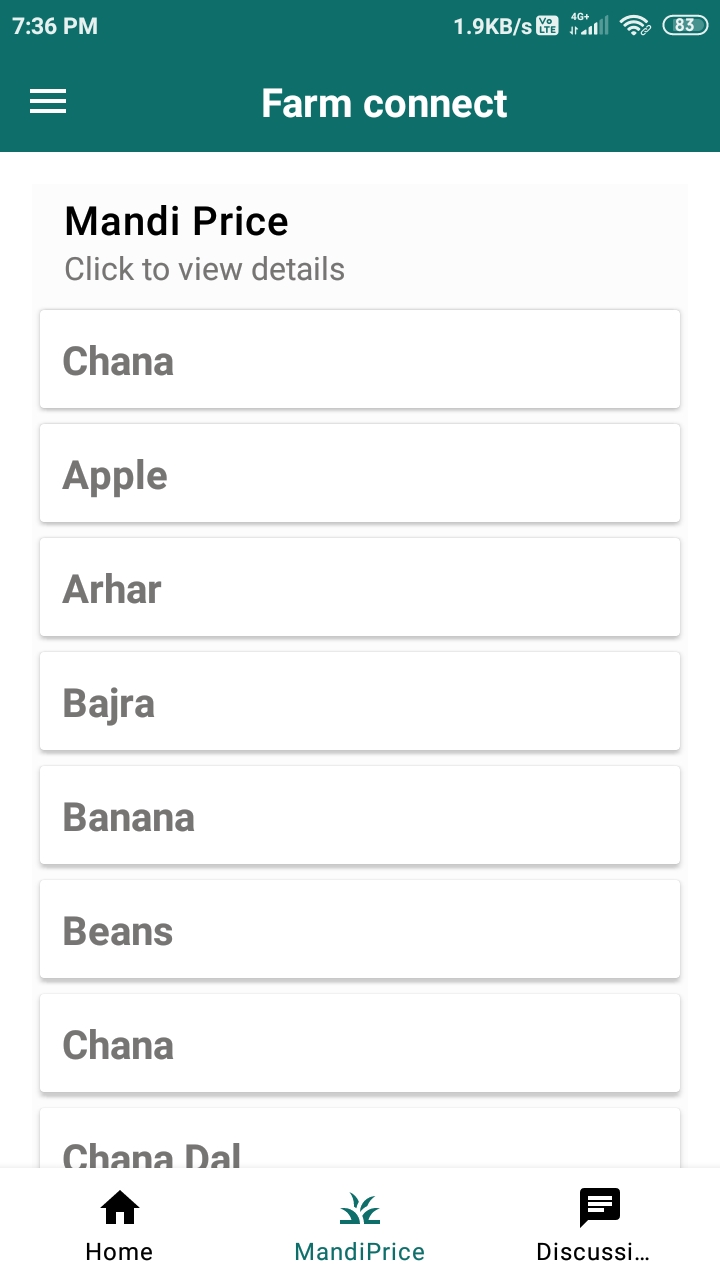 7:36 PM
1.9KB/s Vo LTE 4G+ 83
Farm connect
Mandi Price
Click to view details
Chana
Apple
Arhar
Bajra
Banana
Beans
Chana
Chana Dal
Home
MandiPrice
Discussi...